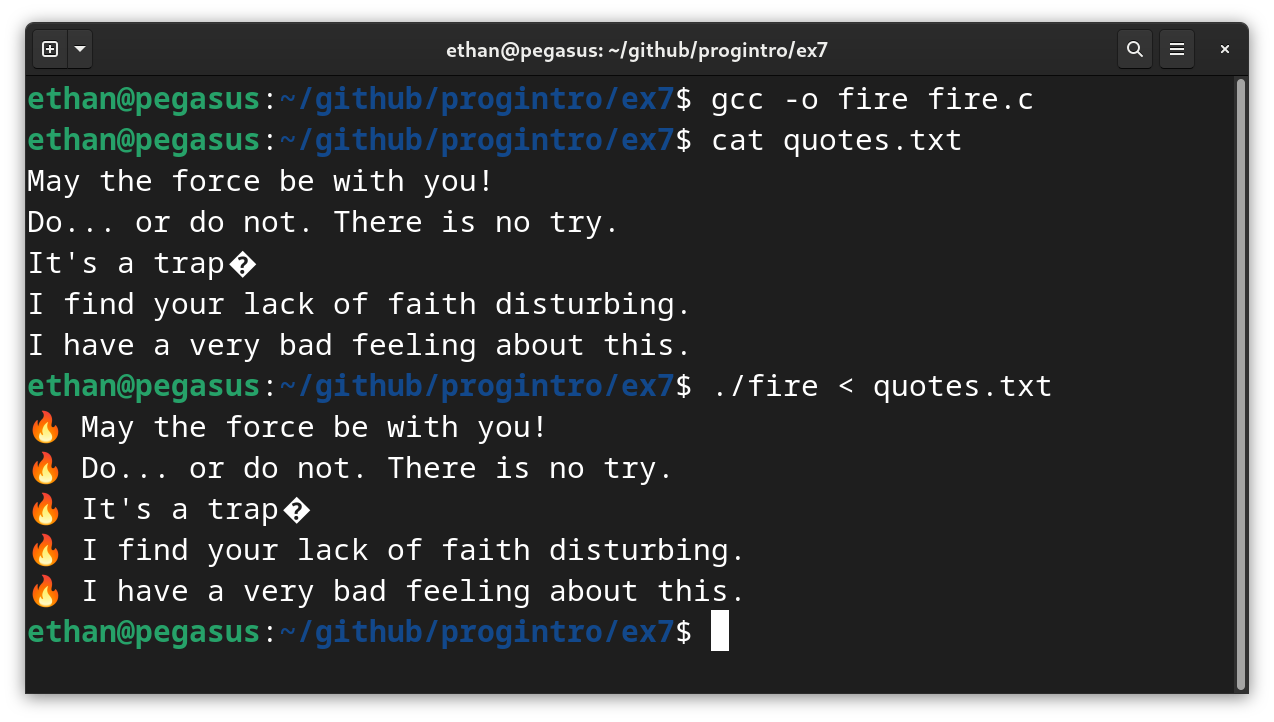 ethan@pegasus: ~/github/progintro/ex7
ethan@pegasus:~/github/progintro/ex7$ gcc -o fire fire.c
ethan@pegasus:~/github/progintro/ex7$ cat quotes.txt
May the force be with you!
Do... or do not. There is no try.
It's a trap�
I find your lack of faith disturbing.
I have a very bad feeling about this.
ethan@pegasus:~/github/progintro/ex7$ ./fire < quotes.txt
🔥 May the force be with you!
🔥 Do... or do not. There is no try.
🔥 It's a trap�
🔥 I find your lack of faith disturbing.
🔥 I have a very bad feeling about this.
ethan@pegasus:~/github/progintro/ex7$